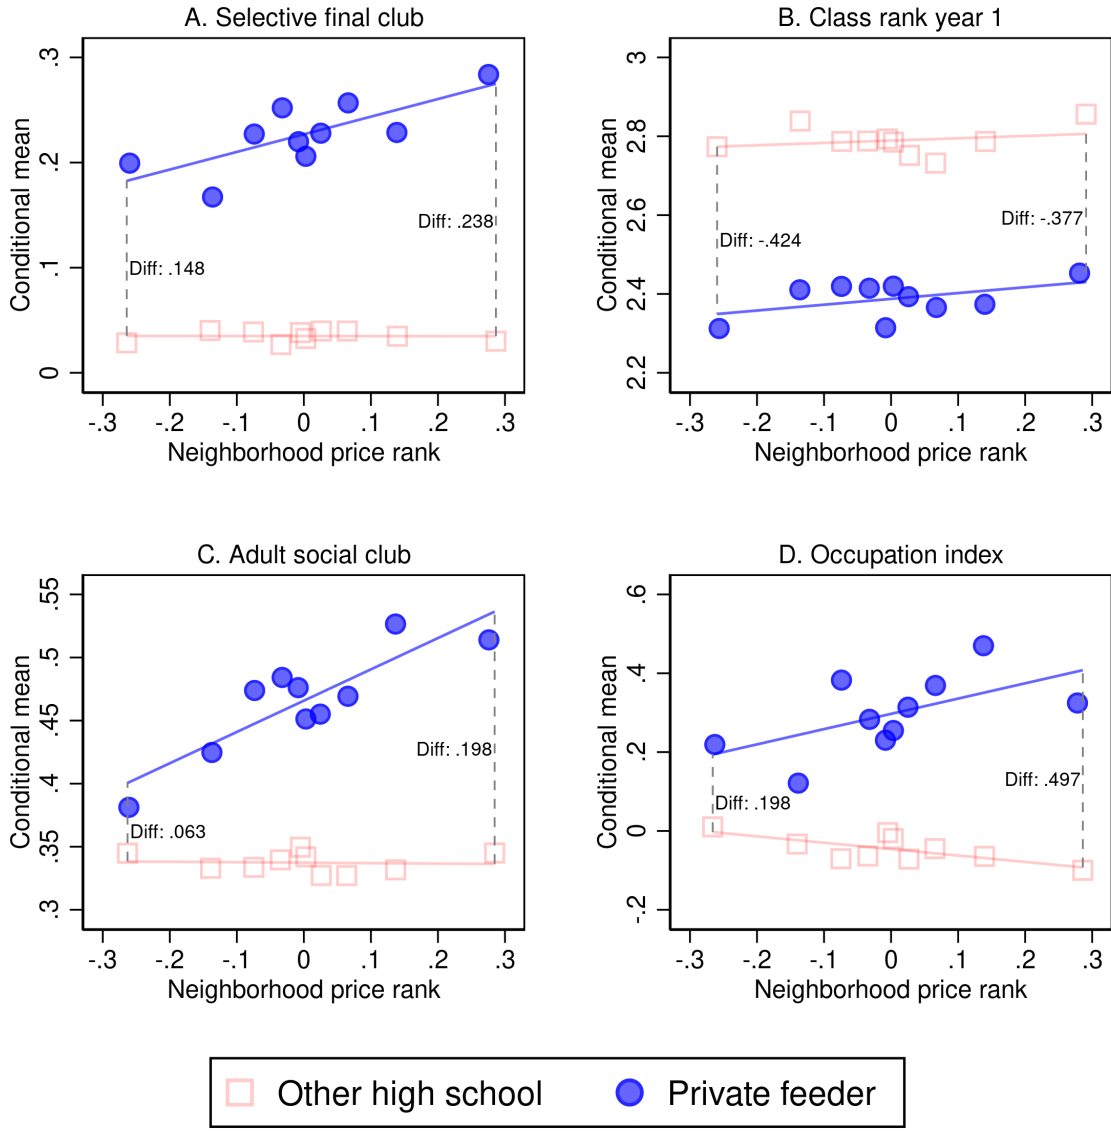 A. Selective final club
Conditional mean
.3
.2
.1
0
Diff: .148
Diff: .238
-.3 -.2 -.1 0 .1 .2 .3
Neighborhood price rank
B. Class rank year 1
Conditional mean
3
2.8
2.6
2.4
2.2
Diff: -.424
Diff: -.377
-.3 -.2 -.1 0 .1 .2 .3
Neighborhood price rank
C. Adult social club
Conditional mean
.55
.5
.45
.4
.35
.3
Diff: .063
Diff: .198
-.3 -.2 -.1 0 .1 .2 .3
Neighborhood price rank
D. Occupation index
Conditional mean
.6
.4
.2
0
-.2
Diff: .198
Diff: .497
-.3 -.2 -.1 0 .1 .2 .3
Neighborhood price rank
Other high school
Private feeder